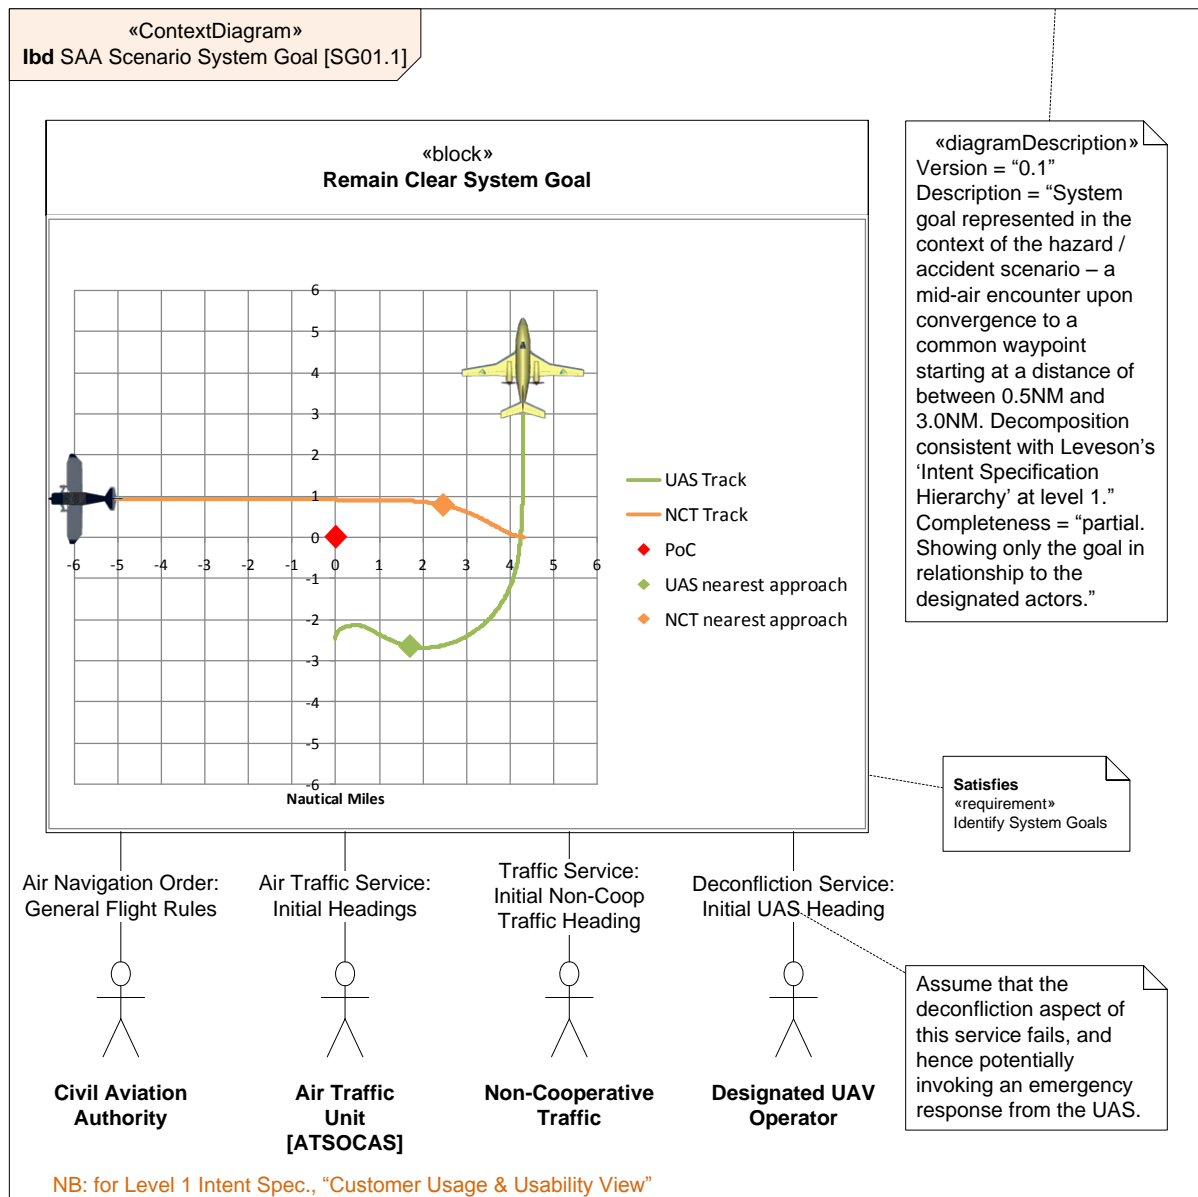 «ContextDiagram»
Ibd SAA Scenario System Goal [SG01.1]
«block»
Remain Clear System Goal
6
5
4
3
2
1
0
-6 -5 -4 -3 -2 -1 0 1 2 3 4 5 6
-1
-2
-3
-4
-5
-6
Nautical Miles
UAS Track
NCT Track
PoC
UAS nearest approach
NCT nearest approach
«diagramDescription»
Version = “0.1”
Description = “System
goal represented in the
context of the hazard /
accident scenario – a
mid-air encounter upon
convergence to a
common waypoint
starting at a distance of
between 0.5NM and
3.0NM. Decomposition
consistent with Leveson’s
‘Intent Specification
Hierarchy’ at level 1.”
Completeness = “partial.
Showing only the goal in
relationship to the
designated actors.”
Satisfies
«requirement»
Identify System Goals
Air Navigation Order:
General Flight Rules
Air Traffic Service:
Initial Headings
Traffic Service:
Initial Non-Coop
Traffic Heading
Deconfliction Service:
Initial UAS Heading
Civil Aviation
Authority
Air Traffic
Unit
[ATSOCAS]
Non-Cooperative
Traffic
Designated UAV
Operator
Assume that the
deconfliction aspect of
this service fails, and
hence potentially
invoking an emergency
response from the UAS.
NB: for Level 1 Intent Spec., “Customer Usage & Usability View”